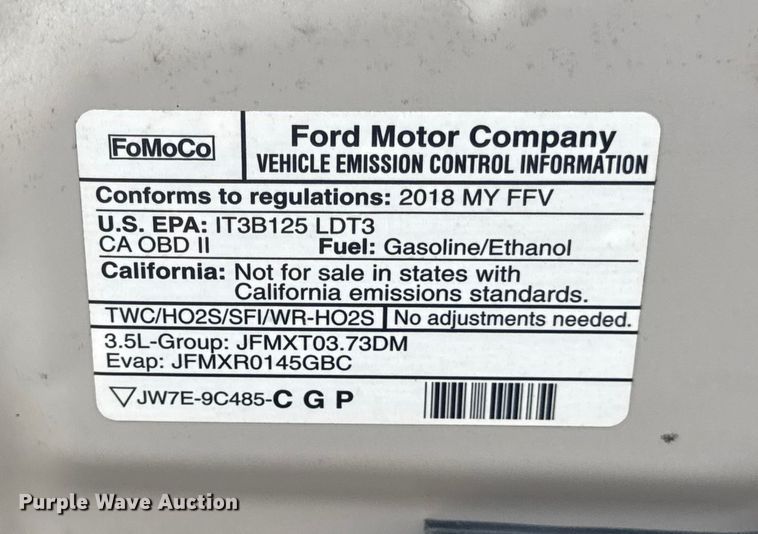 FoMoCo
Ford Motor Company
VEHICLE EMISSION CONTROL INFORMATION
Conforms to regulations: 2018 MY FFV
U.S. EPA: IT3B125 LDT3
CA OBD II Fuel: Gasoline/Ethanol
California: Not for sale in states with
California emissions standards.
TWC/HO2S/SFI/WR-HO2S No adjustments needed.
3.5L-Group: JFMXT03.73DM
Evap: JFMXR0145GBC
JW7E-9C485-C G P
Purple Wave Auction